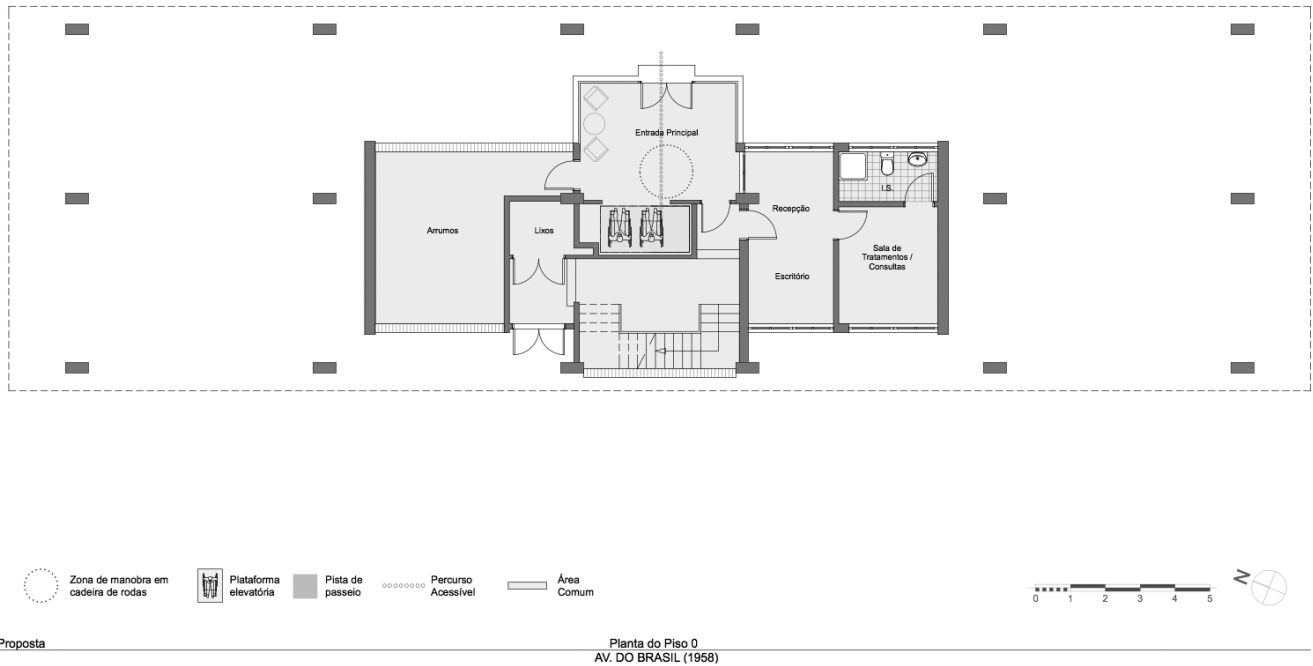 Entrada Principal
I.S.
Recepção
Arrumos
Lixos
Sala de
Tratamentos /
Consultas
Escritório
Zona de manobra em
cadeira de rodas
Plataforma
elevatória
Pista de
passeio
Percurso
Acessível
Área
Comum
0 1 2 3 4 5
N
Proposta
Planta do Piso 0
AV. DO BRASIL (1958)